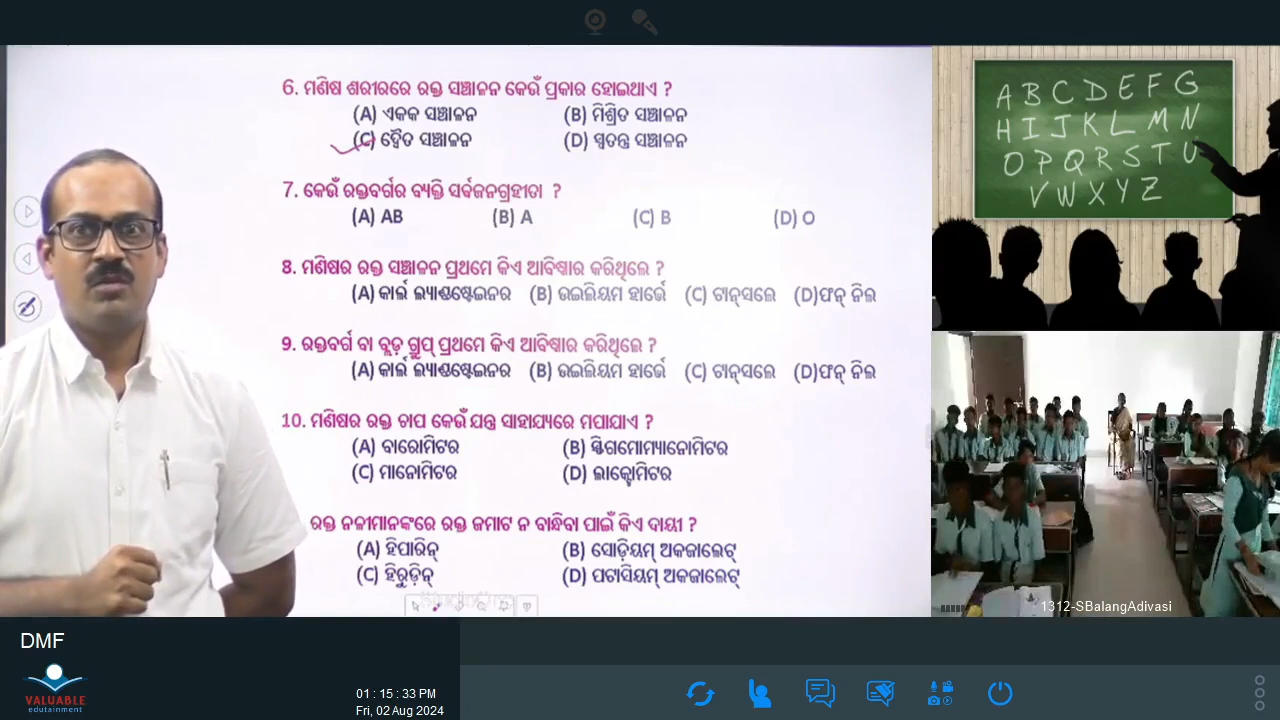 6. ମଣିଷ ଶରୀରରେ ରକ୍ତ ସଞ୍ଚାଳନ କେଉଁ ପ୍ରକାର ହୋଇଥାଏ ?
(A) ଏକକ ସଞ୍ଚାଳନ (B) ମିଶ୍ରିତ ସଞ୍ଚାଳନ
(C) ଦ୍ୱୈତ ସଞ୍ଚାଳନ (D) ସ୍ୱତନ୍ତ୍ର ସଞ୍ଚାଳନ
7. କେଉଁ ରକ୍ତବର୍ଗର ବ୍ୟକ୍ତି ସର୍ବଜନଗ୍ରହୀତା ?
(A) AB (B) A (C) B (D) O
8. ମଣିଷର ରକ୍ତ ସଞ୍ଚାଳନ ପ୍ରଥମେ କିଏ ଆବିଷ୍କାର କରିଥିଲେ ?
(A) କାର୍ଲ ଲ୍ୟାଣ୍ଡଷ୍ଟେଇନର (B) ଉଇଲିୟମ ହାର୍ଭେ (C) ଟାନ୍‌ସଲେ (D)ଫନ୍ ନିଲ
9. ରକ୍ତବର୍ଗ ବା ବ୍ଲଡ଼ ଗ୍ରୁପ୍ ପ୍ରଥମେ କିଏ ଆବିଷ୍କାର କରିଥିଲେ ?
(A) କାର୍ଲ ଲ୍ୟାଣ୍ଡଷ୍ଟେଇନର (B) ଉଇଲିୟମ ହାର୍ଭେ (C) ଟାନ୍‌ସଲେ (D)ଫନ୍ ନିଲ
10. ମଣିଷର ରକ୍ତ ଚାପ କେଉଁ ଯନ୍ତ୍ର ସାହାଯ୍ୟରେ ମପାଯାଏ ?
(A) ବାରୋମିଟର (B) ସ୍ଫିଗମୋମ୍ୟାନୋମିଟର
(C) ମାନୋମିଟର (D) ଲାକ୍ଟୋମିଟର
ରକ୍ତ ନଳୀମାନଙ୍କରେ ରକ୍ତ ଜମାଟ ନ ବାନ୍ଧିବା ପାଇଁ କିଏ ଦାୟୀ ?
(A) ହିପାରିନ୍ (B) ସୋଡ଼ିୟମ୍ ଅକଜାଲେଟ୍
(C) ହିରୁଡ଼ିନ୍ (D) ପଟାସିୟମ୍ ଅକଜାଲେଟ୍
A B C D E F G
H I J K L M N
O P Q R S T U
V W X Y Z
1312-SBalangAdivasi
DMF
VALUABLE
edutainment
01 : 15 : 33 PM
Fri, 02 Aug 2024